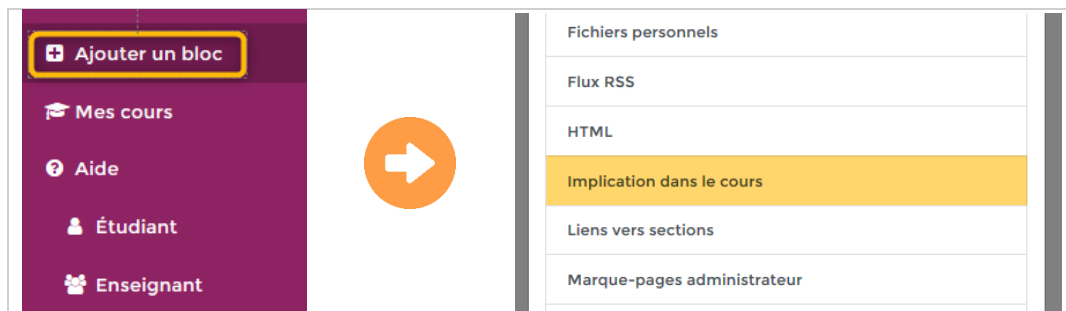 Ajouter un bloc
Mes cours
Aide
Étudiant
Enseignant
Fichiers personnels
Flux RSS
HTML
Implication dans le cours
Liens vers sections
Marque-pages administrateur